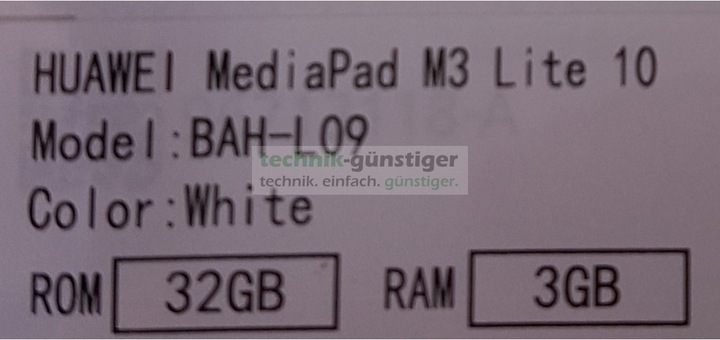 HUAWEI MediaPad M3 Lite 10
Model:BAH-L09
technik-günstiger
technik. einfach. günstiger.
Color:White
ROM 32GB RAM 3GB